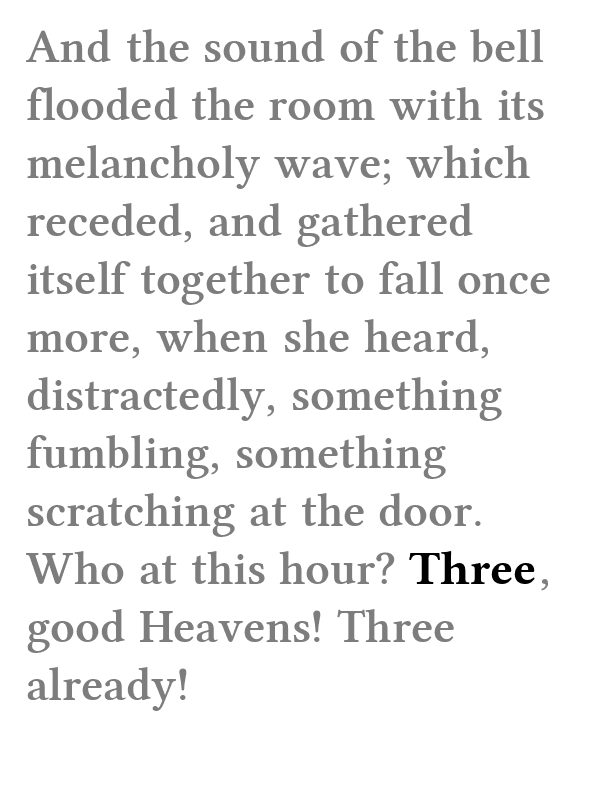 And the sound of the bell
flooded the room with its
melancholy wave; which
receded, and gathered
itself together to fall once
more, when she heard,
distractedly, something
fumbling, something
scratching at the door.
Who at this hour? Three,
good Heavens! Three
already!